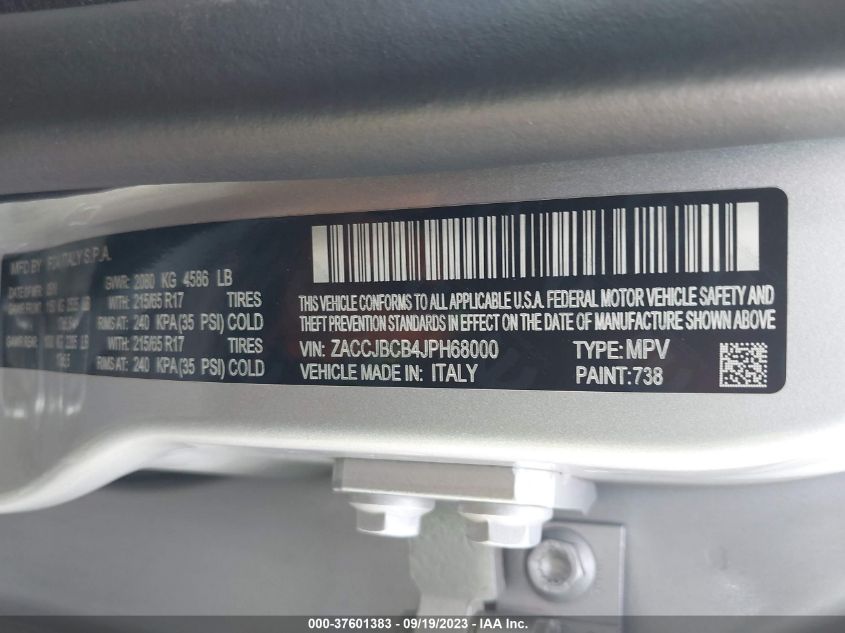 MFD BY S.P.A.
GVWR: 2080 KG 4586 LB
WITH: 215/65 R17 TIRES
RIMS AT: 240 KPA(35 PSI) COLD
WITH: 215/65 R17 TIRES
RIMS AT: 240 KPA(35 PSI) COLD
THIS VEHICLE CONFORMS TO ALL APPLICABLE U.S.A. FEDERAL MOTOR VEHICLE SAFETY AND
THEFT PREVENTION STANDARDS IN EFFECT ON THE DATE OF MANUFACTURE SHOWN ABOVE
VIN: ZACCJBCB4JPH68000 TYPE: MPV
VEHICLE MADE IN: ITALY PAINT:738
000-37601383 - 09/19/2023 - IAA Inc.